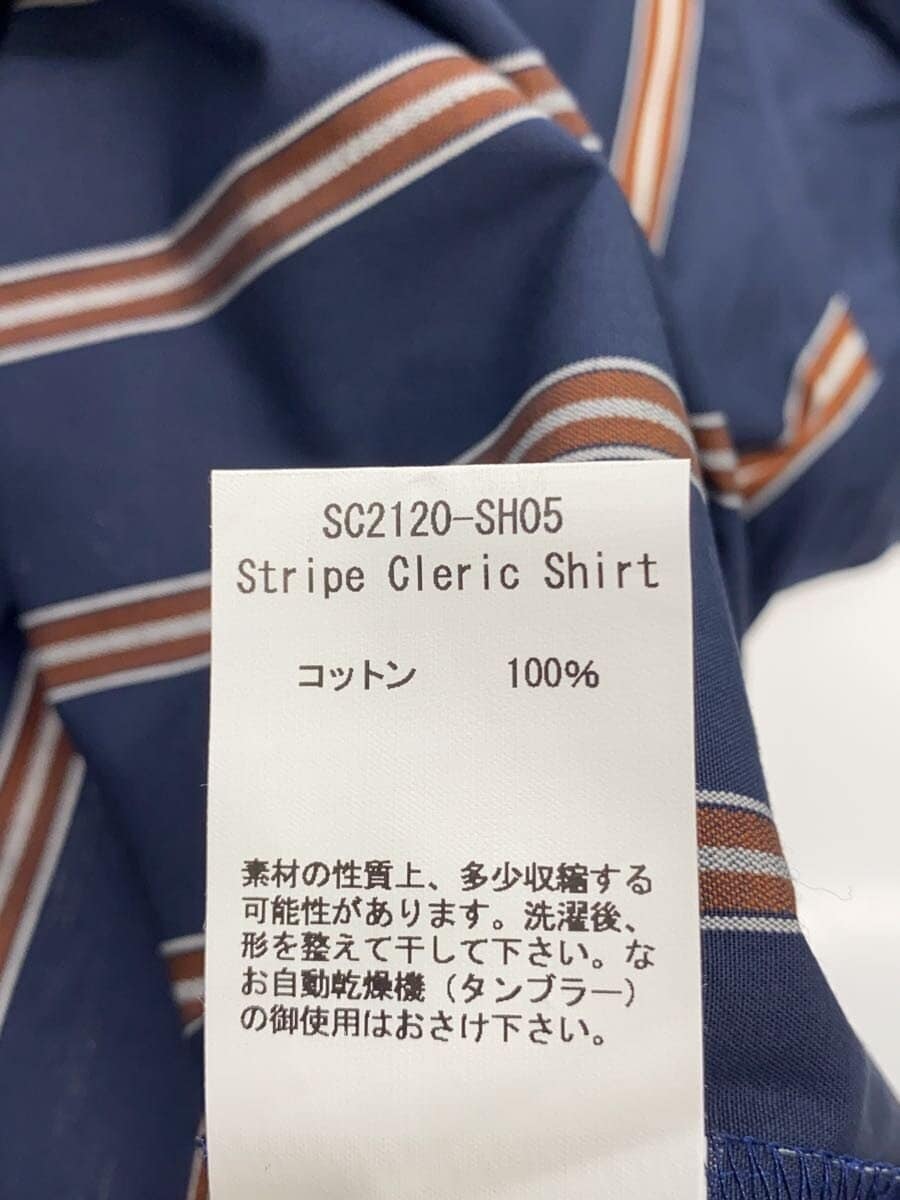 SC2120-SH05
Stripe Cleric Shirt
コットン 100%
素材の性質上、多少収縮する
可能性があります。洗濯後、
形を整えて干して下さい。な
お自動乾燥機(タンブラー)
の御使用はおさけ下さい。